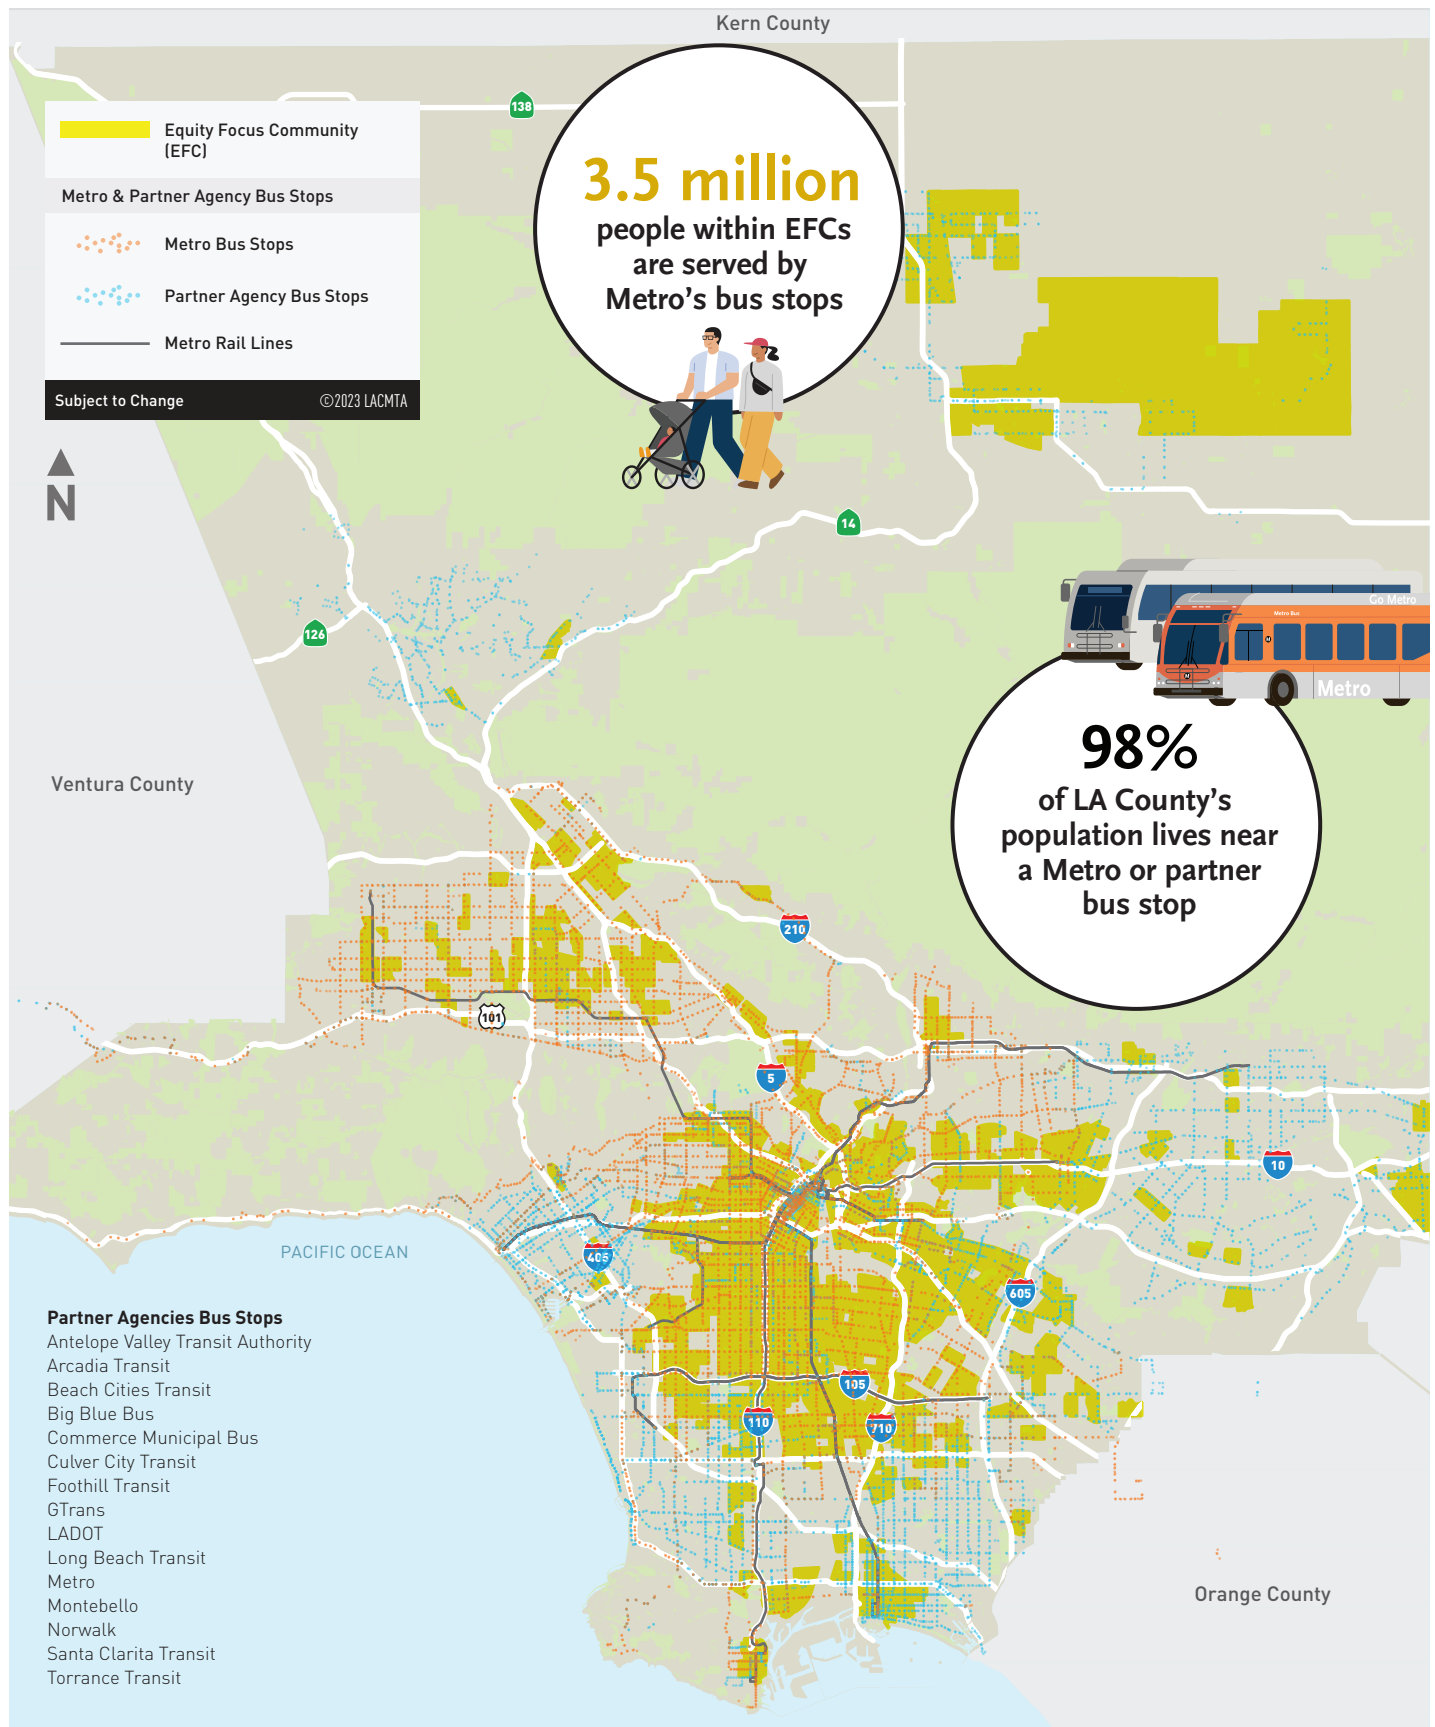 Kern County
138
Equity Focus Community
(EFC)
Metro & Partner Agency Bus Stops
Metro Bus Stops
Partner Agency Bus Stops
Metro Rail Lines
Subject to Change
©2023 LACMTA
N
3.5 million
people within EFCs
are served by
Metro’s bus stops
14
126
Go Metro
Metro Bus
M
M
Metro
Ventura County
98%
of LA County’s
population lives near
a Metro or partner
bus stop
210
101
5
10
PACIFIC OCEAN
405
605
105
110
710
Partner Agencies Bus Stops
Antelope Valley Transit Authority
Arcadia Transit
Beach Cities Transit
Big Blue Bus
Commerce Municipal Bus
Culver City Transit
Foothill Transit
GTrans
LADOT
Long Beach Transit
Metro
Montebello
Norwalk
Santa Clarita Transit
Torrance Transit
Orange County